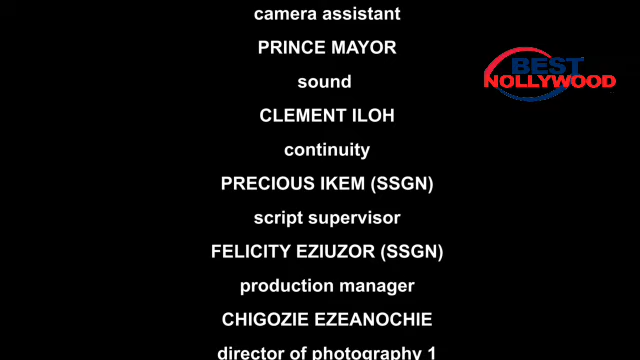 camera assistant
PRINCE MAYOR
sound
CLEMENT ILOH
continuity
PRECIOUS IKEM (SSGN)
script supervisor
FELICITY EZIUZOR (SSGN)
production manager
CHIGOZIE EZEANOCHIE
director of photography 1
BEST
NOLLYWOOD